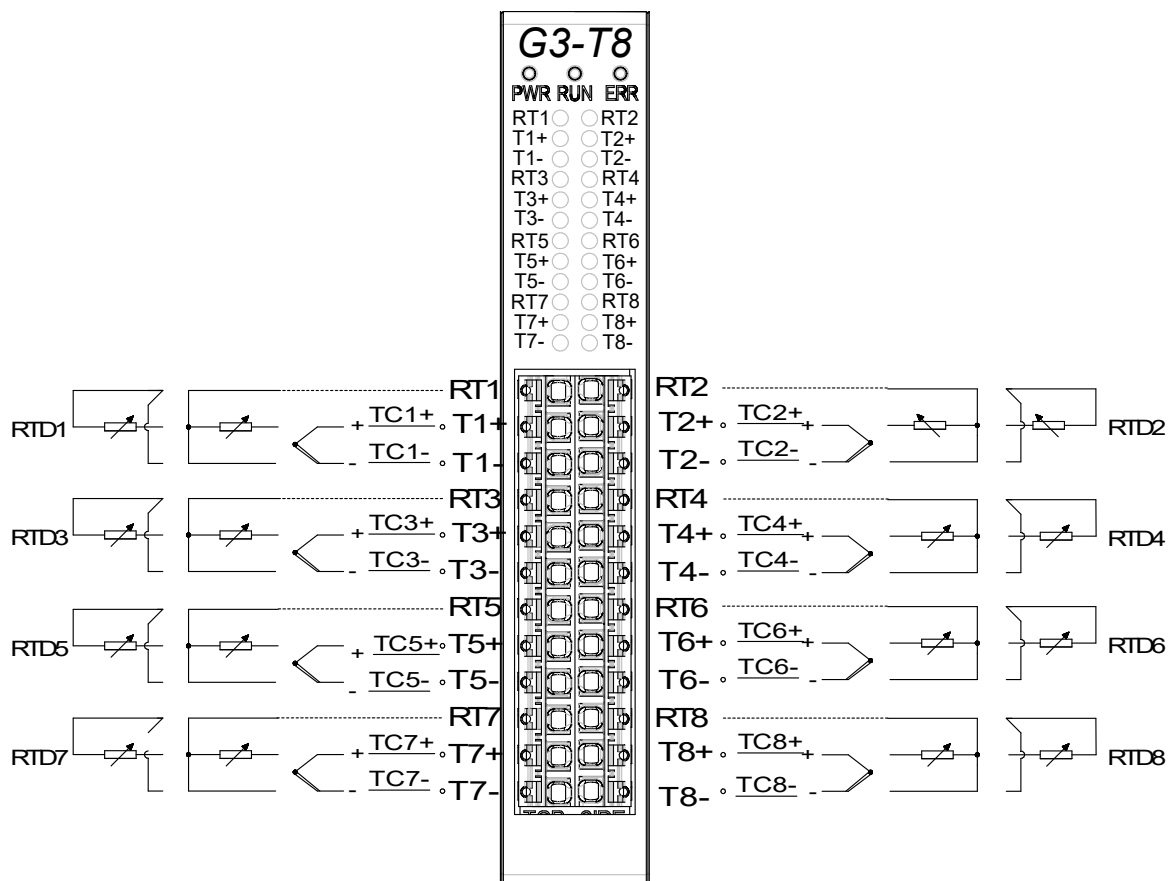 G3-T8
PWR RUN ERR
RT1 RT2
T1+ T2+
T1- T2-
RT3 RT4
T3+ T4+
T3- T4-
RT5 RT6
T5+ T6+
T5- T6-
RT7 RT8
T7+ T8+
T7- T8-
RT1 RT2
RTD1 + TC1+ T1+ T2+ TC2+ + RTD2
- TC1- T1- T2- TC2- -
RT3 RT4
RTD3 + TC3+ T3+ T4+ TC4+ + RTD4
- TC3- T3- T4- TC4- -
RT5 RT6
RTD5 + TC5+ T5+ T6+ TC6+ + RTD6
- TC5- T5- T6- TC6- -
RT7 RT8
RTD7 + TC7+ T7+ T8+ TC8+ + RTD8
- TC7- T7- T8- TC8- -